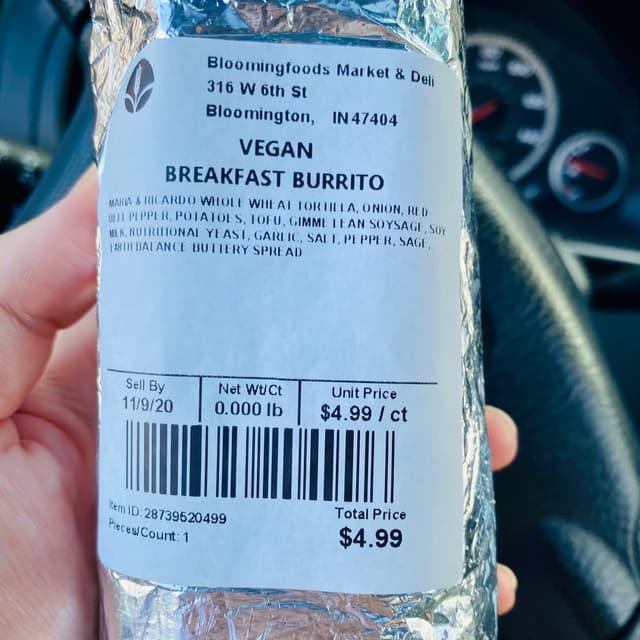 Bloomingfoods Market & Deli
316 W 6th St
Bloomington, IN 47404
VEGAN
BREAKFAST BURRITO
MARIA & RICARDO WHOLE WHEAT TORTILLA, ONION, RED
BELL PEPPER, POTATOES, TOFU, GIMME LEAN SOYSAGE, SOY
MILK, NUTRITIONAL YEAST, GARLIC, SALT, PEPPER, SAGE,
EARTH BALANCE BUTTERY SPREAD
Sell By
11/9/20
Net Wt/Ct
0.000 lb
Unit Price
$4.99 / ct
Item ID: 28739520499
Pieces/Count: 1
Total Price
$4.99